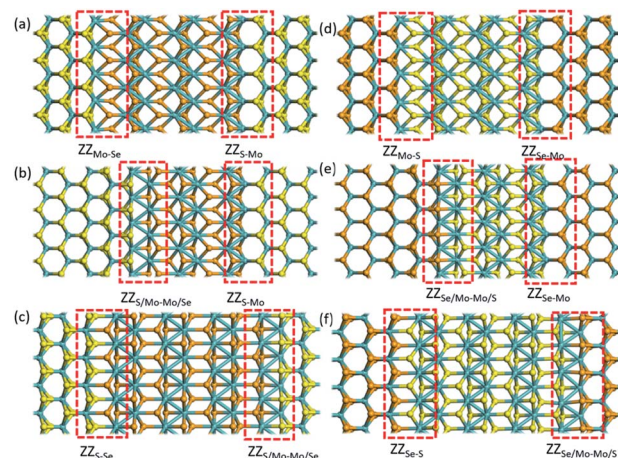 (a)
ZZMo-Se
ZZS-Mo
(d)
ZZMo-S
ZZSe-Mo
(b)
ZZS/Mo-Mo/Se
ZZS-Mo
(e)
ZZSe/Mo-Mo/S
ZZSe-Mo
(c)
ZZS-Se
ZZS/Mo-Mo/Se
(f)
ZZSe-S
ZZSe/Mo-Mo/S